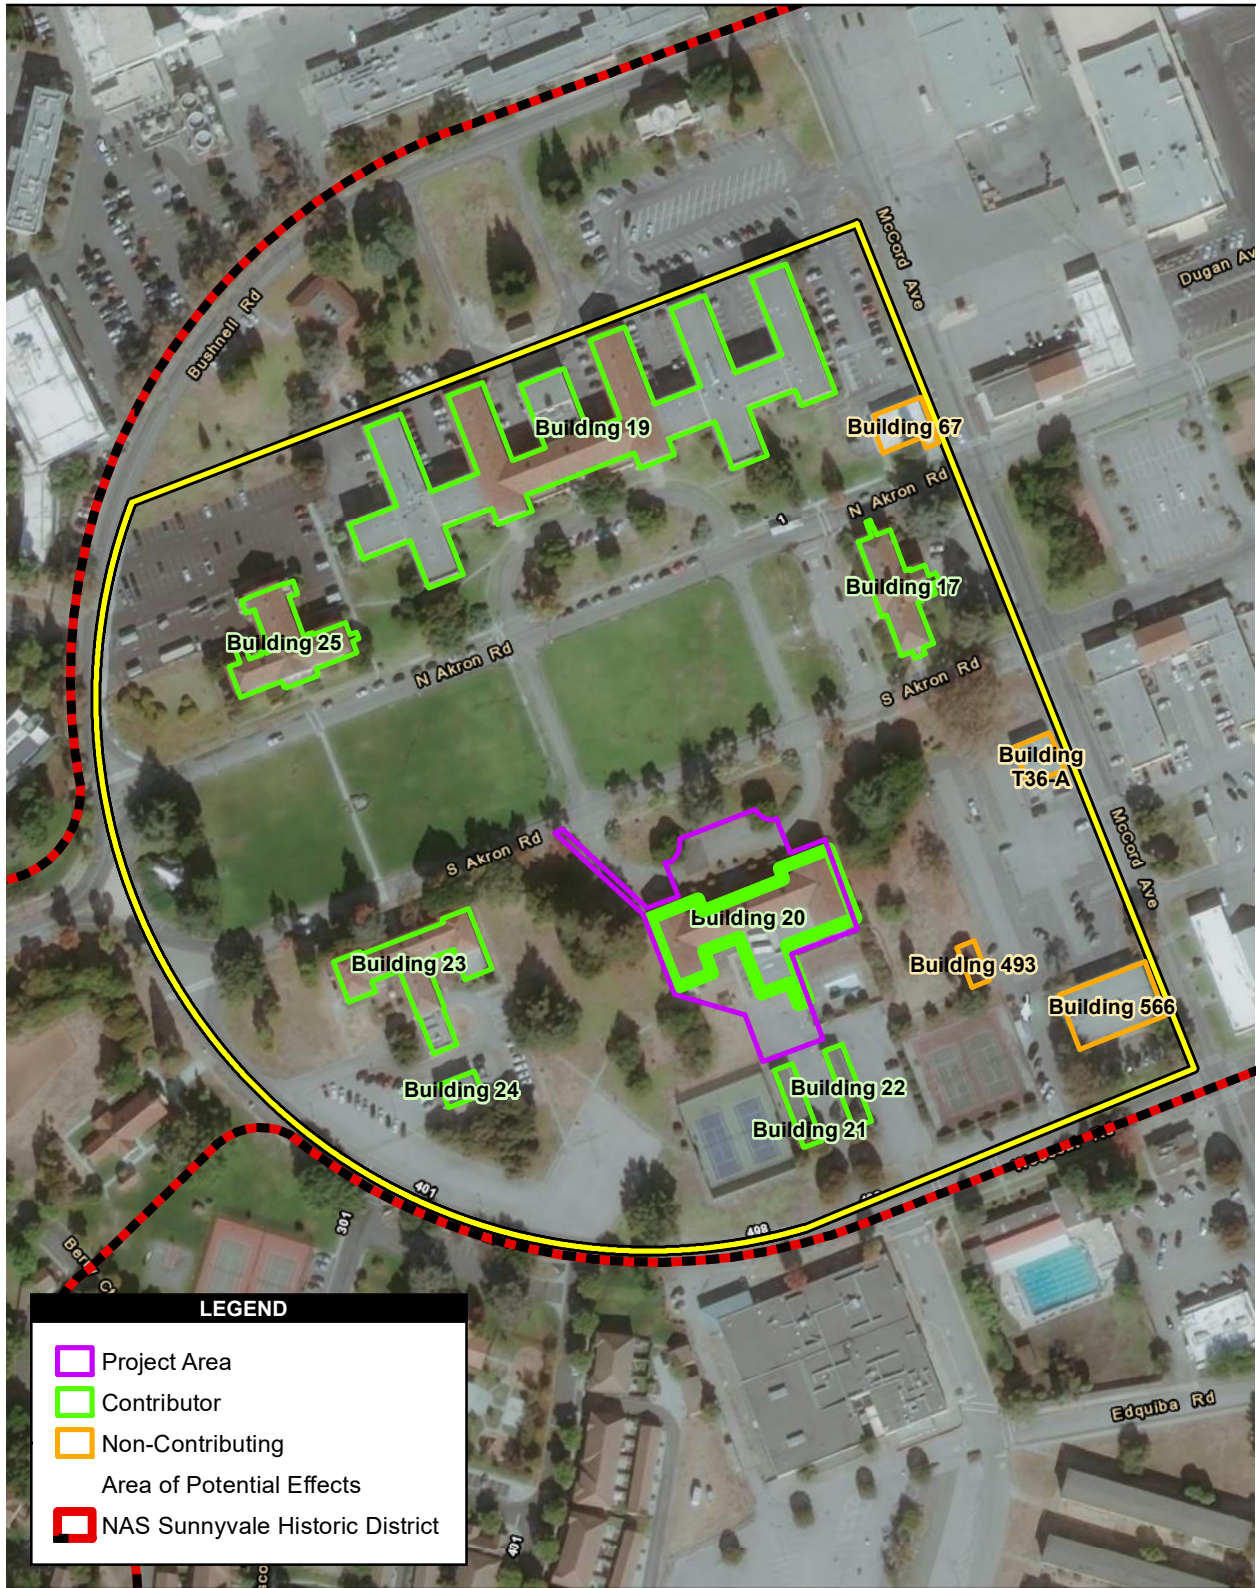 McCord Ave
Dugan Av
Bushnell Rd
Building 19
Building 67
N Akron Rd
1
Building 17
Building 25
N Akron Rd
S Akron Rd
Building
T36-A
McCord Ave
S Akron Rd
Building 20
Building 23
Building 493
Building 566
Building 24
Building 22
Building 21
401
301
498
Edquiba Rd
401
LEGEND
Project Area
Contributor
Non-Contributing
Area of Potential Effects
NAS Sunnyvale Historic District